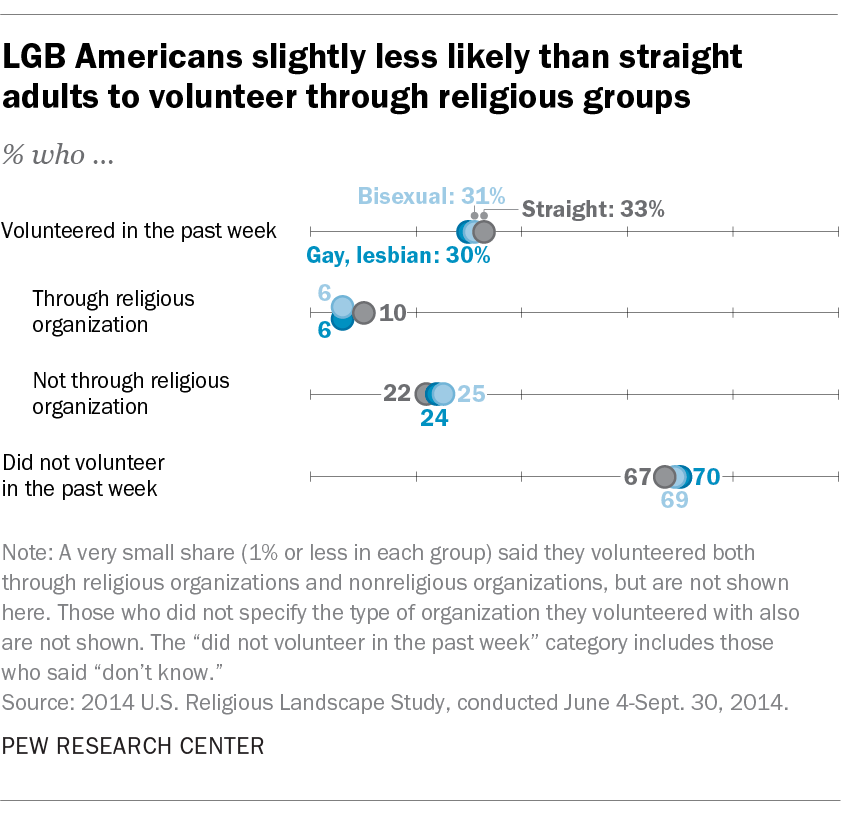 LGB Americans slightly less likely than straight
adults to volunteer through religious groups
% who ...
Bisexual: 31%
Straight: 33%
Volunteered in the past week
Gay, lesbian: 30%
Through religious
organization
6
6
10
Not through religious
organization
22
25
24
Did not volunteer
in the past week
67
70
69
Note: A very small share (1% or less in each group) said they volunteered both
through religious organizations and nonreligious organizations, but are not shown
here. Those who did not specify the type of organization they volunteered with also
are not shown. The “did not volunteer in the past week” category includes those
who said “don’t know.”
Source: 2014 U.S. Religious Landscape Study, conducted June 4-Sept. 30, 2014.
PEW RESEARCH CENTER